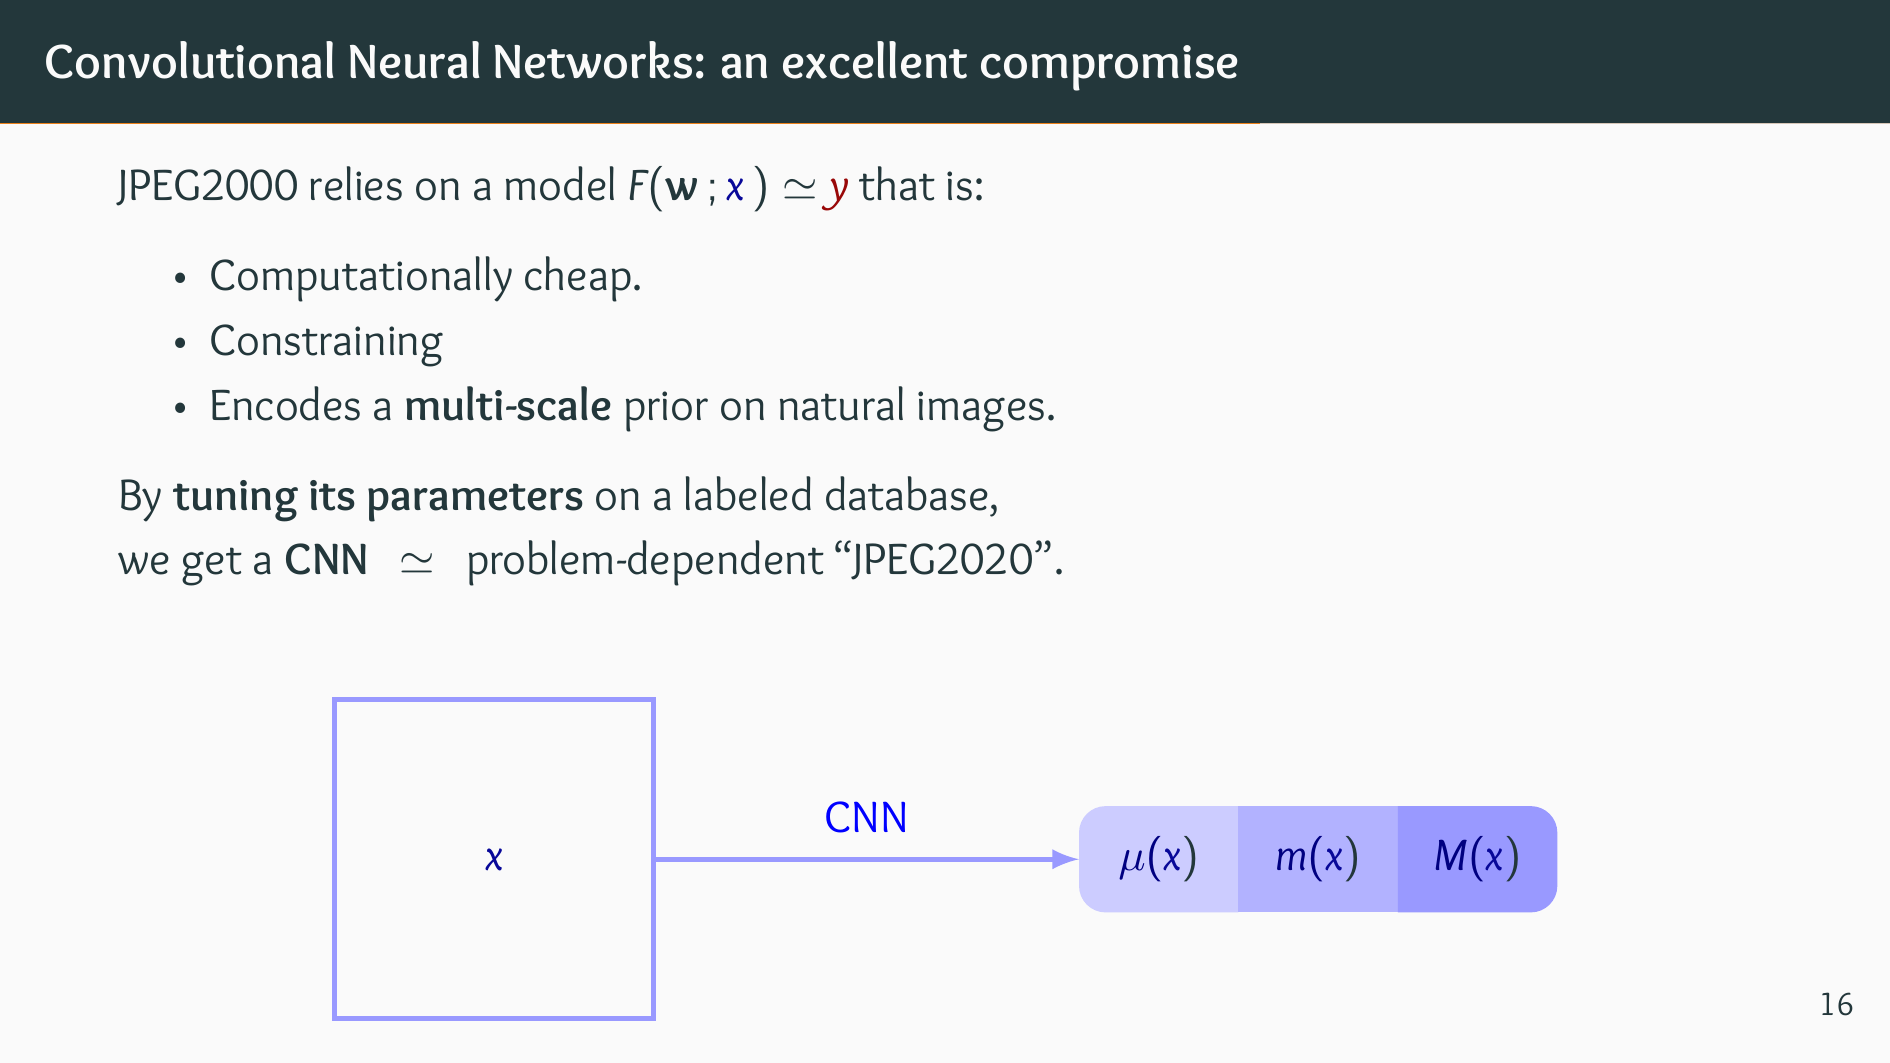 Convolutional Neural Networks: an excellent compromise
JPEG2000 relies on a model F(w ; x ) ≃ y that is:
• Computationally cheap.
• Constraining
• Encodes a multi-scale prior on natural images.
By tuning its parameters on a labeled database,
we get a CNN ≃ problem-dependent “JPEG2020”.
CNN
x
μ(x) m(x) M(x)
16